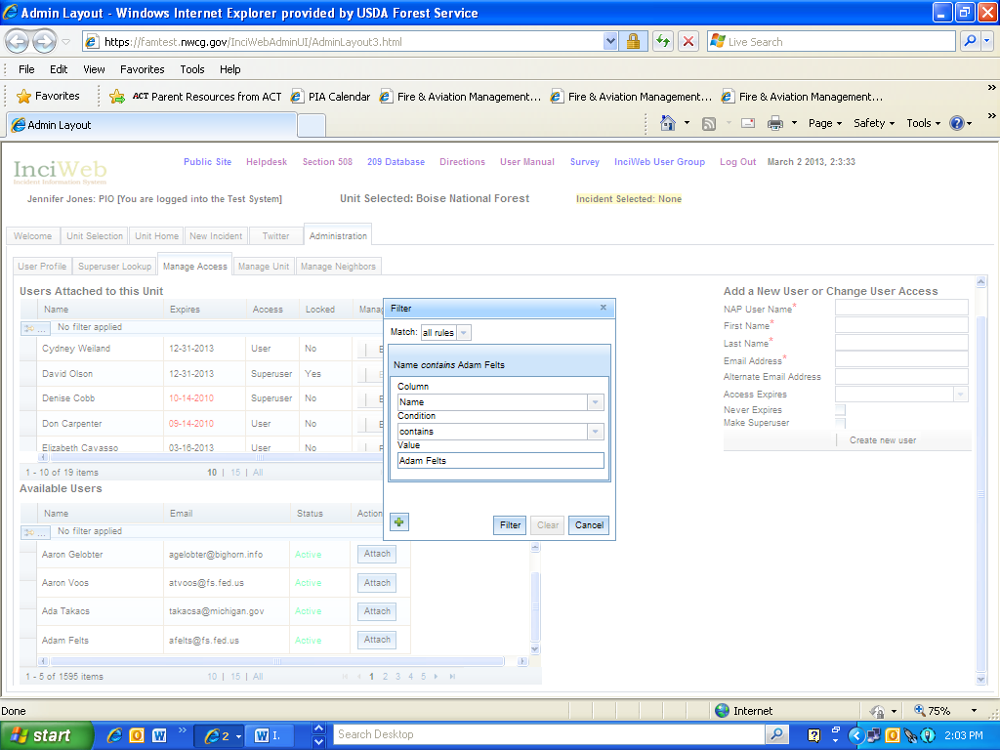 Admin Layout - Windows Internet Explorer provided by USDA Forest Service
https://famtest.nwcg.gov/InciWebAdminUI/AdminLayout3.html
Live Search
File Edit View Favorites Tools Help
Favorites ACT Parent Resources from ACT PIA Calendar Fire & Aviation Management... Fire & Aviation Management... Fire & Aviation Management...
Admin Layout
Page Safety Tools
InciWeb
Incident Information System
Public Site Helpdesk Section 508 209 Database Directions User Manual Survey InciWeb User Group Log Out March 2 2013, 2:3:33
Jennifer Jones: PIO [You are logged into the Test System] Unit Selected: Boise National Forest Incident Selected: None
Welcome Unit Selection Unit Home New Incident Twitter Administration
User Profile Superuser Lookup Manage Access Manage Unit Manage Neighbors
Users Attached to this Unit
Name Expires Access Locked Manag
No filter applied
Cydney Weiland 12-31-2013 User No
David Olson 12-31-2013 Superuser Yes
Denise Cobb 10-14-2010 Superuser No
Don Carpenter 09-14-2010 User No
Elizabeth Cavasso 03-16-2013 User No
1 - 10 of 19 items 10 | 15 | All
Available Users
Name Email Status Action
No filter applied
Aaron Gelobter agelobter@bighorn.info Active Attach
Aaron Voos atvoos@fs.fed.us Active Attach
Ada Takacs takacsa@michigan.gov Active Attach
Adam Felts afelts@fs.fed.us Active Attach
1 - 5 of 1595 items 10 | 15 | All 1 2 3 4 5
Filter x
Match: all rules
Name contains Adam Felts
Column
Name
Condition
contains
Value
Adam Felts
Filter Clear Cancel
Add a New User or Change User Access
NAP User Name*
First Name*
Last Name*
Email Address*
Alternate Email Address
Access Expires
Never Expires
Make Superuser
Create new user
Done Internet 75%
start 2 I. Search Desktop 2:03 PM